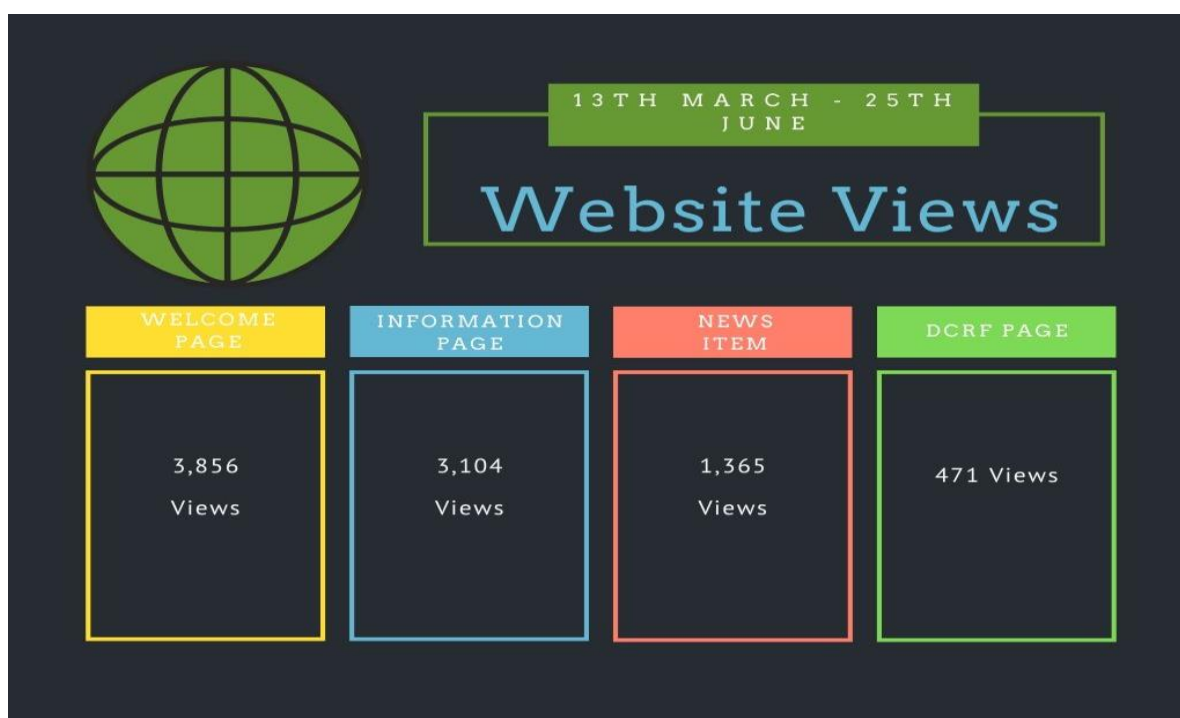 13TH MARCH - 25TH
JUNE
Website Views
WELCOME
PAGE
INFORMATION
PAGE
NEWS
ITEM
DCRF PAGE
3,856
Views
3,104
Views
1,365
Views
471 Views